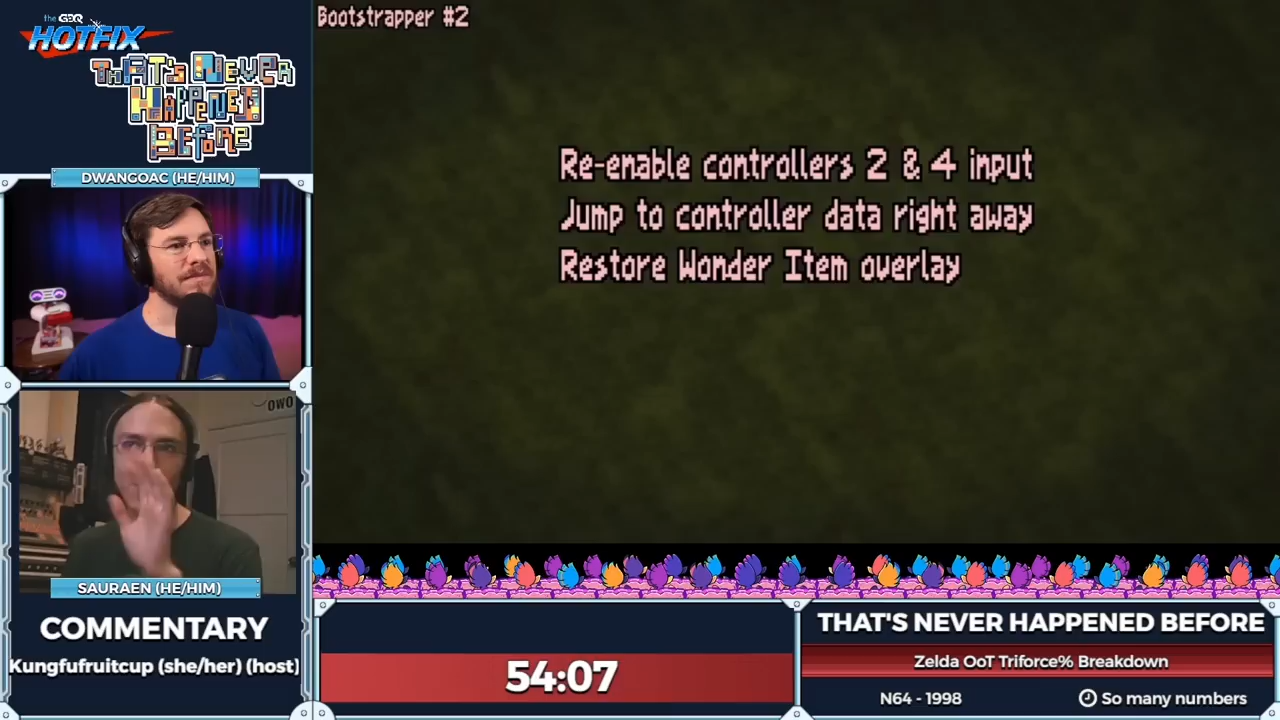 the GDQ
HOTFIX
THAT'S NEVER
HAPPENED
BEFORE
DWANGOAC (HE/HIM)
OWO
SAURAEN (HE/HIM)
COMMENTARY
Kungfufruitcup (she/her) (host)
Bootstrapper #2
Re-enable controllers 2 & 4 input
Jump to controller data right away
Restore Wonder Item overlay
54:07
THAT'S NEVER HAPPENED BEFORE
Zelda OoT Triforce% Breakdown
N64 - 1998
So many numbers